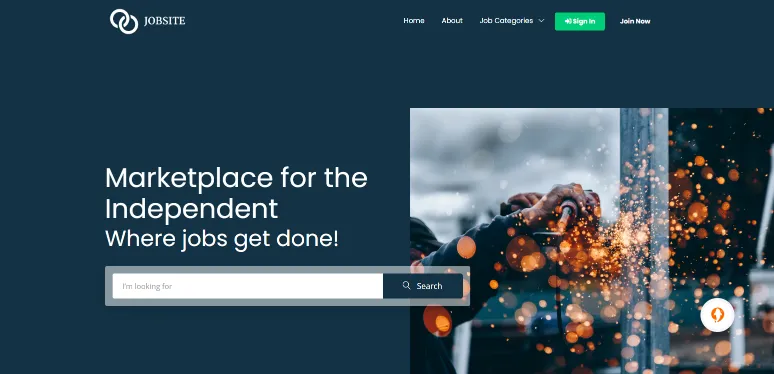 JOBSITE
Home About Job Categories Sign In Join Now
Marketplace for the
Independent
Where jobs get done!
I'm looking for Search